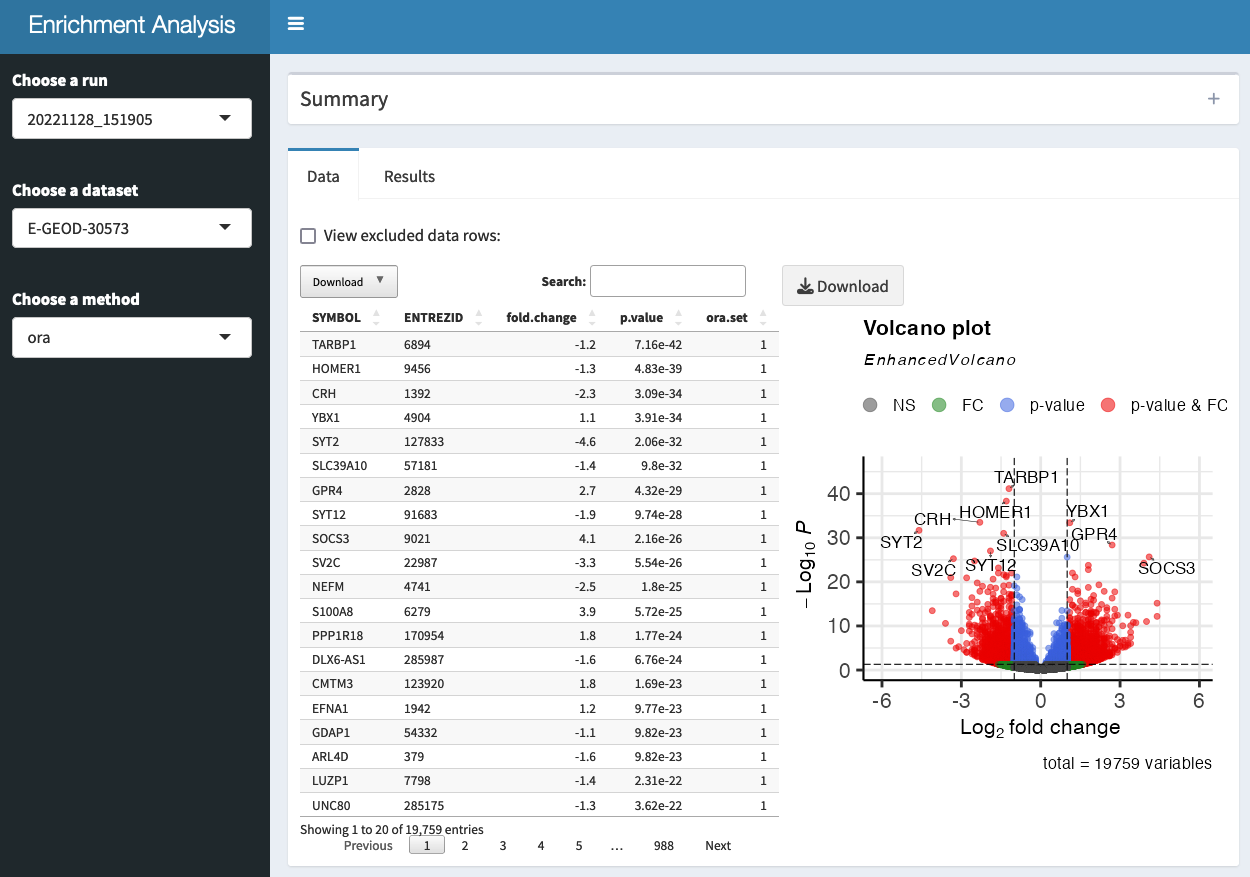 Enrichment Analysis
Choose a run
20221128_151905
Choose a dataset
E-GEOD-30573
Choose a method
ora
Summary
+
Data Results
View excluded data rows:
Download ▼ Search:
SYMBOL ENTREZID fold.change p.value ora.set
TARBP1 6894 -1.2 7.16e-42 1
HOMER1 9456 -1.3 4.83e-39 1
CRH 1392 -2.3 3.09e-34 1
YBX1 4904 1.1 3.91e-34 1
SYT2 127833 -4.6 2.06e-32 1
SLC39A10 57181 -1.4 9.8e-32 1
GPR4 2828 2.7 4.32e-29 1
SYT12 91683 -1.9 9.74e-28 1
SOCS3 9021 4.1 2.16e-26 1
SV2C 22987 -3.3 5.54e-26 1
NEFM 4741 -2.5 1.8e-25 1
S100A8 6279 3.9 5.72e-25 1
PPP1R18 170954 1.8 1.77e-24 1
DLX6-AS1 285987 -1.6 6.76e-24 1
CMTM3 123920 1.8 1.69e-23 1
EFNA1 1942 1.2 9.77e-23 1
GDAP1 54332 -1.1 9.82e-23 1
ARL4D 379 -1.6 9.82e-23 1
LUZP1 7798 -1.4 2.31e-22 1
UNC80 285175 -1.3 3.62e-22 1
Showing 1 to 20 of 19,759 entries
Previous 1 2 3 4 5 … 988 Next
Download
Volcano plot
EnhancedVolcano
NS FC p-value p-value & FC
TARBP1
HOMER1
YBX1
CRH
GPR4
SYT2
SLC39A10
SYT12
SV2C
SOCS3
– Log10 P
40
30
20
10
0
-6 -3 0 3 6
Log2 fold change
total = 19759 variables